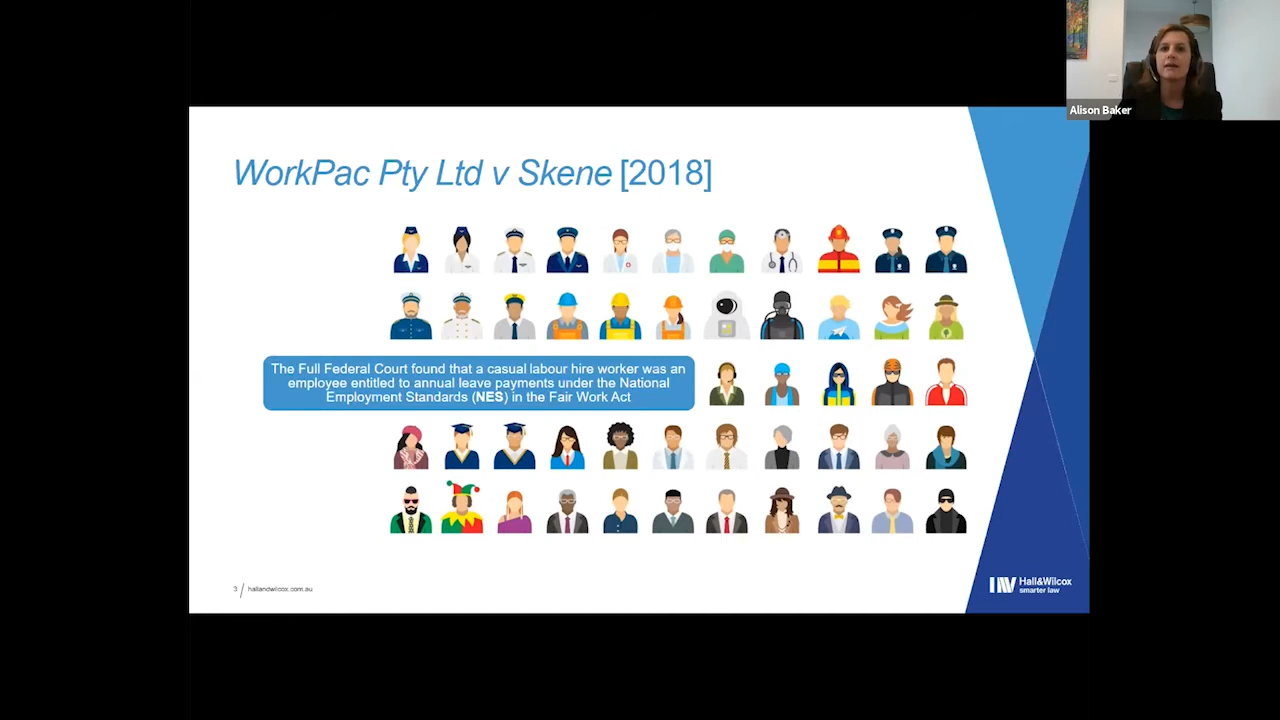 Alison Baker
WorkPac Pty Ltd v Skene [2018]
The Full Federal Court found that a casual labour hire worker was an
employee entitled to annual leave payments under the National
Employment Standards (NES) in the Fair Work Act
3 / hallandwilcox.com.au
Hall&Wilcox
smarter law